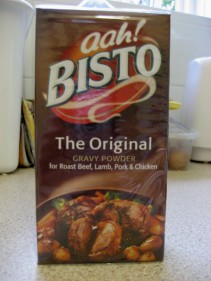 aah!
BISTO
The Original
GRAVY POWDER
for Roast Beef, Lamb, Pork & Chicken